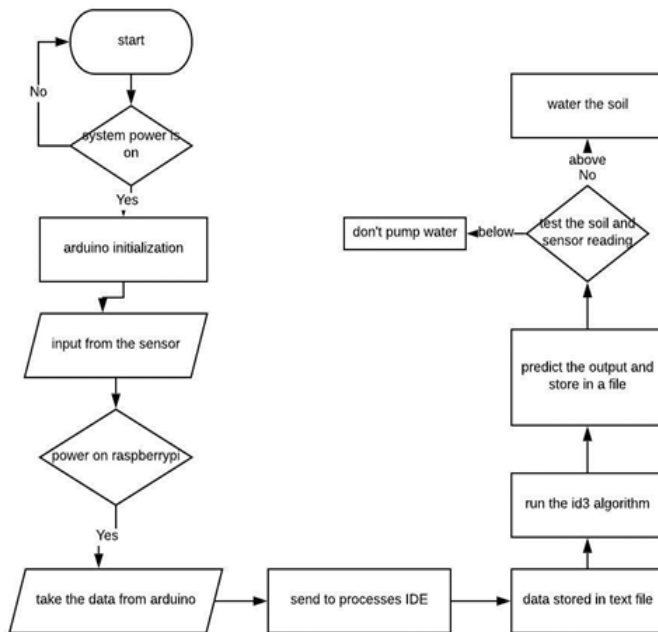 start
No
system power is
on
Yes
arduino initialization
input from the sensor
power on raspberrypi
Yes
take the data from arduino
send to processes IDE
data stored in text file
run the id3 algorithm
predict the output and
store in a file
test the soil and
sensor reading
below
don't pump water
above
No
water the soil